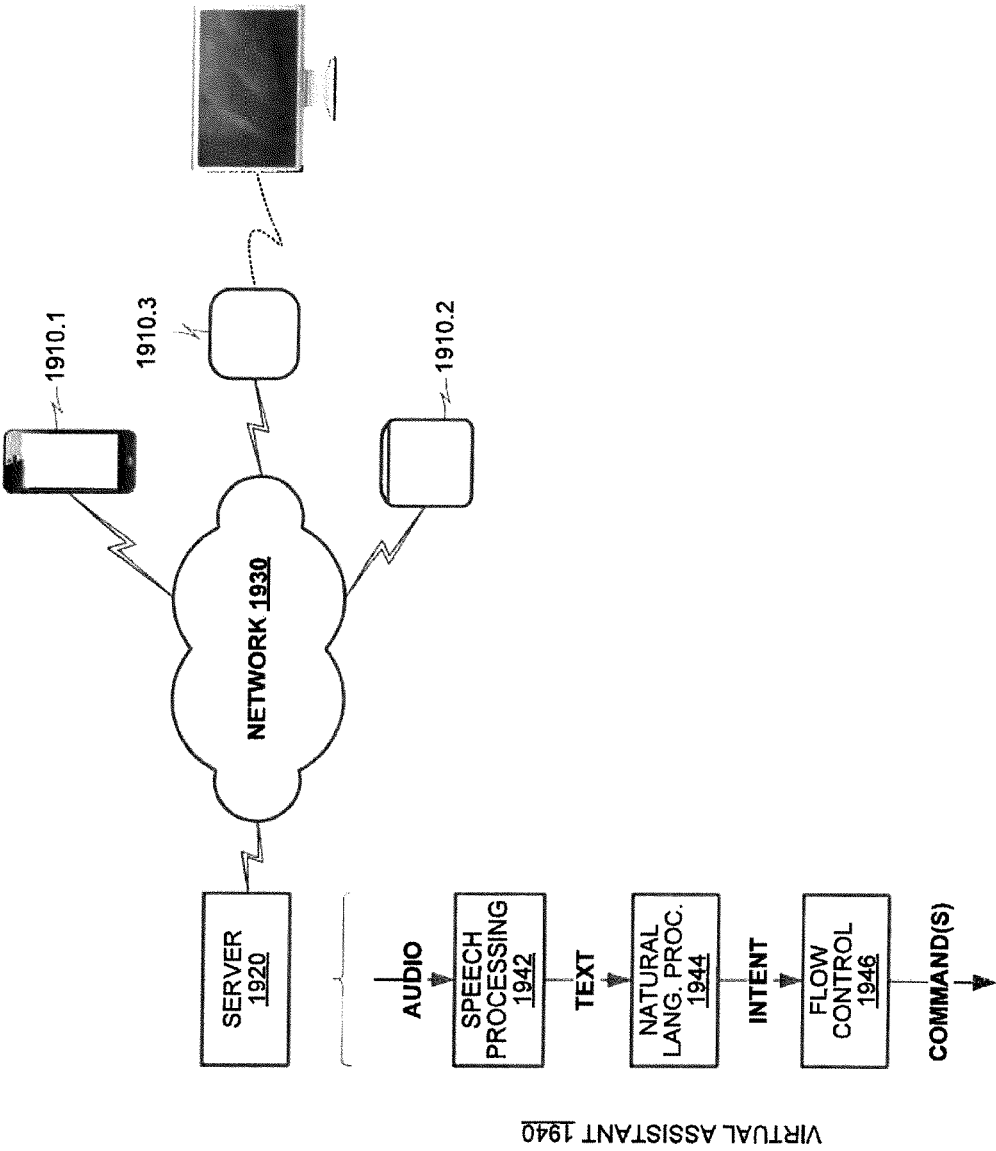 1910.1
1910.3
1910.2
NETWORK 1930
SERVER
1920
AUDIO
SPEECH
PROCESSING
1942
TEXT
NATURAL
LANG. PROC.
1944
INTENT
FLOW
CONTROL
1946
COMMAND(S)
VIRTUAL ASSISTANT 1940